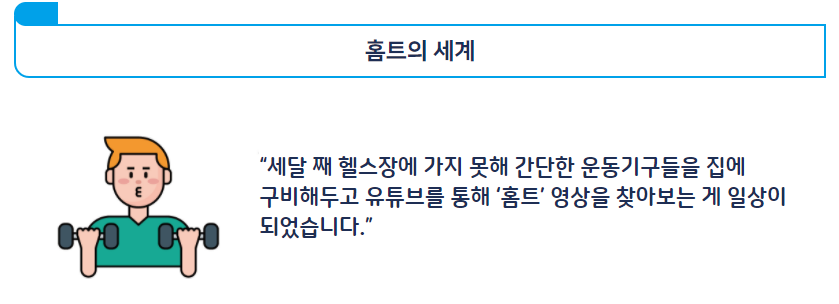 홈트의 세계
“세달 째 헬스장에 가지 못해 간단한 운동기구들을 집에
구비해두고 유튜브를 통해 ‘홈트’ 영상을 찾아보는 게 일상이
되었습니다.”